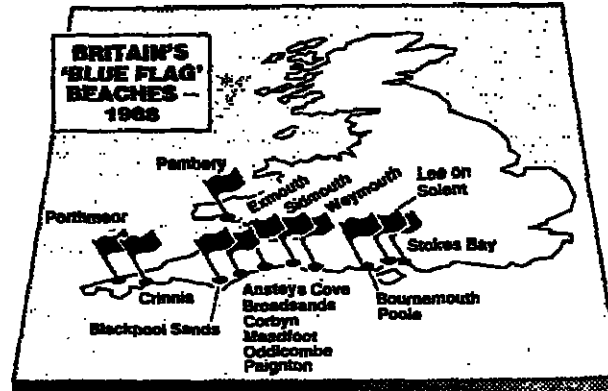 BRITAIN'S
'BLUE FLAG'
BEACHES –
1988
Pembery
Exmouth
Sidmouth
Weymouth
Lee on
Solent
Porthmeor
Stokes Bay
Crinnis
Blackpool Sands
Ansteys Cove
Broadsands
Corbyn
Meadfoot
Oddicombe
Paignton
Bournemouth
Poole